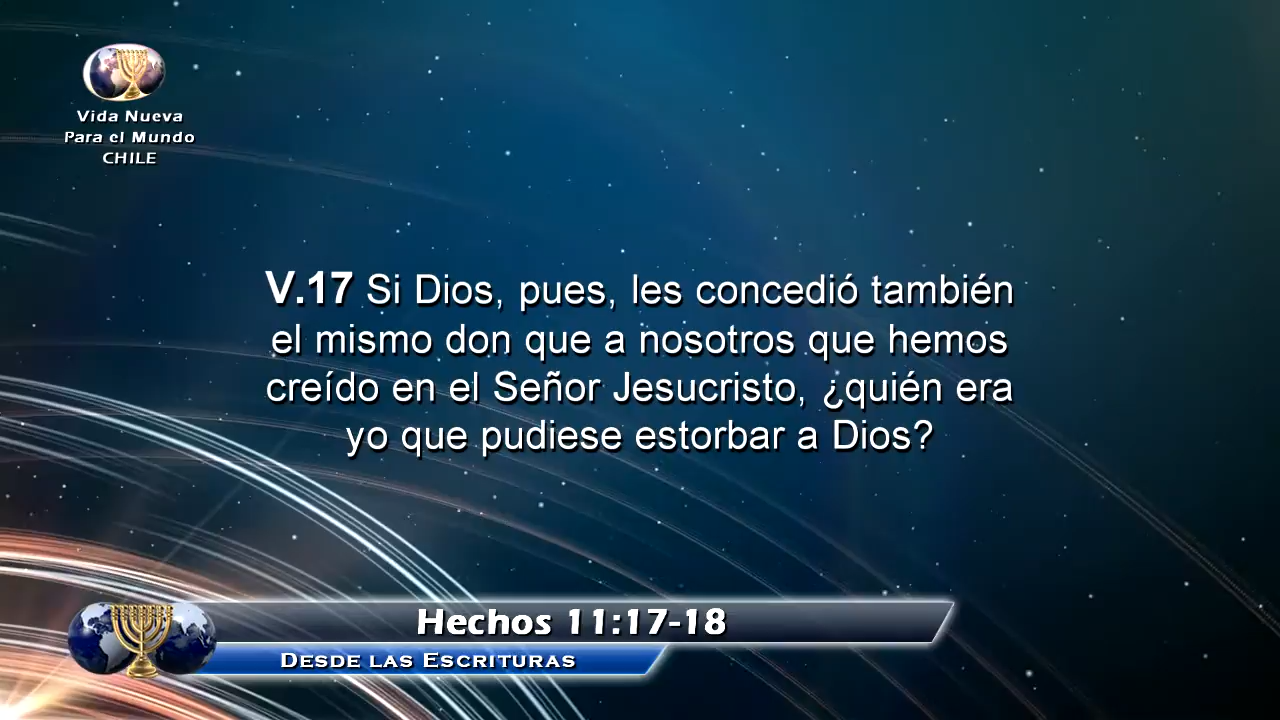 Vida Nueva
Para el Mundo
CHILE
V.17 Si Dios, pues, les concedió también
el mismo don que a nosotros que hemos
creído en el Señor Jesucristo, ¿quién era
yo que pudiese estorbar a Dios?
Hechos 11:17-18
Desde las Escrituras